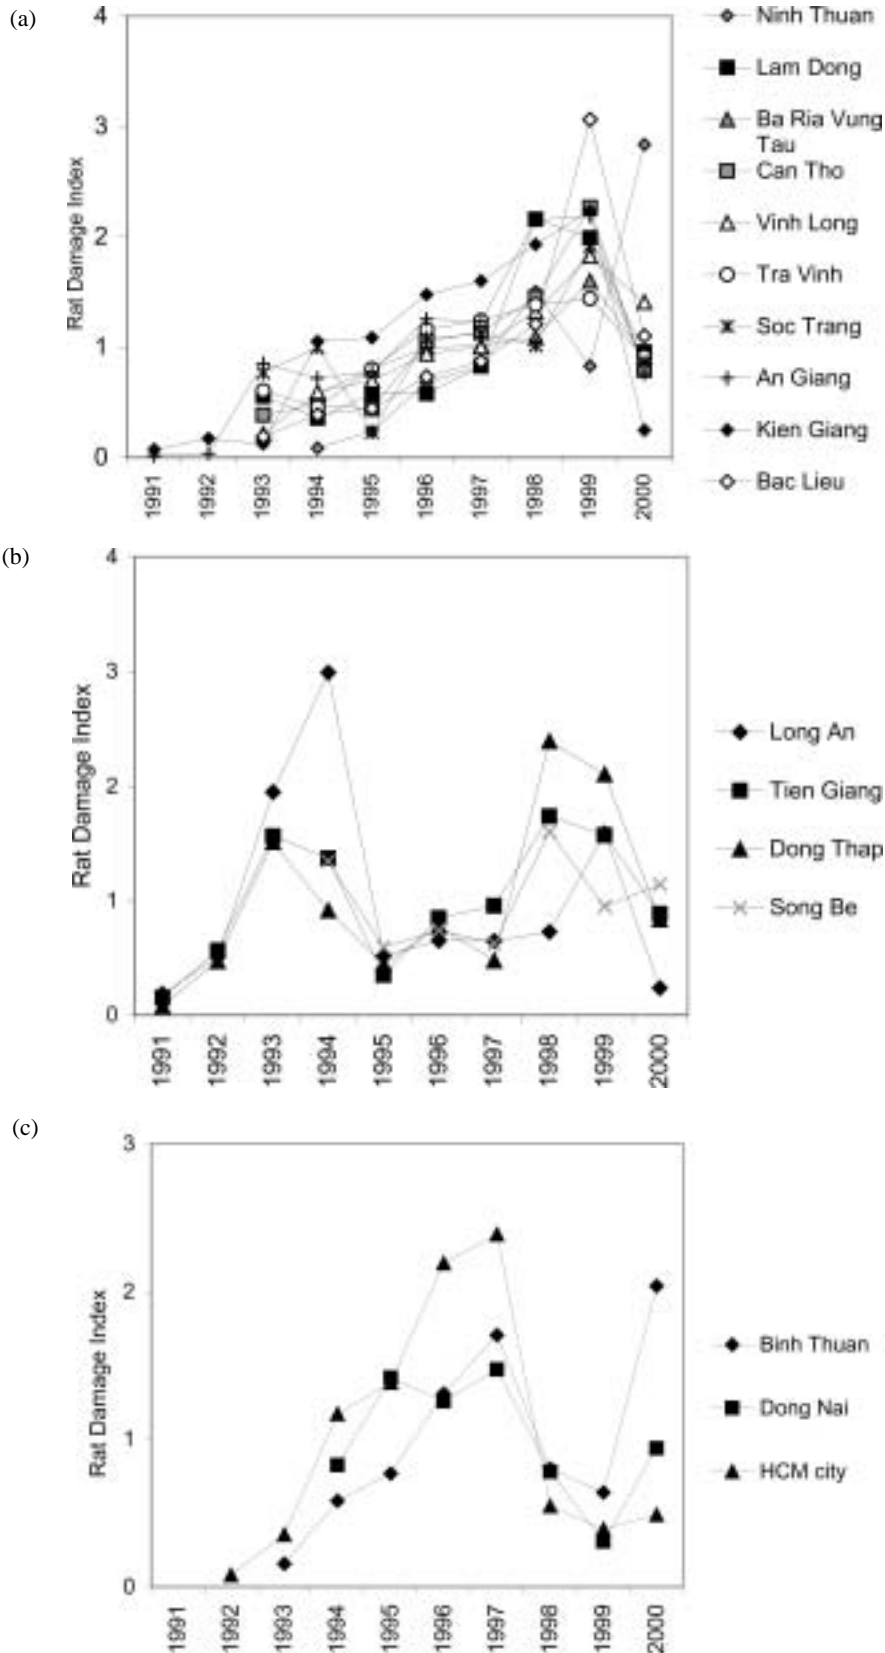 (a)
4
3
2
1
0
Rat Damage Index
1991
1992
1993
1994
1995
1996
1997
1998
1999
2000
Ninh Thuan
Lam Dong
Ba Ria Vung
Tau
Can Tho
Vinh Long
Tra Vinh
Soc Trang
An Giang
Kien Giang
Bac Lieu
(b)
4
3
2
1
0
Rat Damage Index
1991
1992
1993
1994
1995
1996
1997
1998
1999
2000
Long An
Tien Giang
Dong Thap
Song Be
(c)
3
2
1
0
Rat Damage Index
1991
1992
1993
1994
1995
1996
1997
1998
1999
2000
Binh Thuan
Dong Nai
HCM city